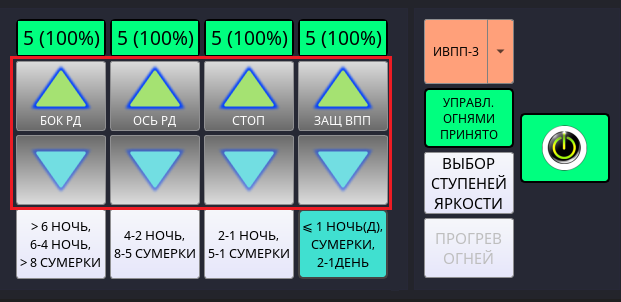 5 (100%) 5 (100%) 5 (100%) 5 (100%)
БОК РД ОСЬ РД СТОП ЗАЩ ВПП
> 6 НОЧЬ,
6-4 НОЧЬ,
> 8 СУМЕРКИ
4-2 НОЧЬ,
8-5 СУМЕРКИ
2-1 НОЧЬ,
5-1 СУМЕРКИ
⩽ 1 НОЧЬ(Д),
СУМЕРКИ,
2-1ДЕНЬ
ИВПП-3
УПРАВЛ.
ОГНЯМИ
ПРИНЯТО
ВЫБОР
СТУПЕНЕЙ
ЯРКОСТИ
ПРОГРЕВ
ОГНЕЙ